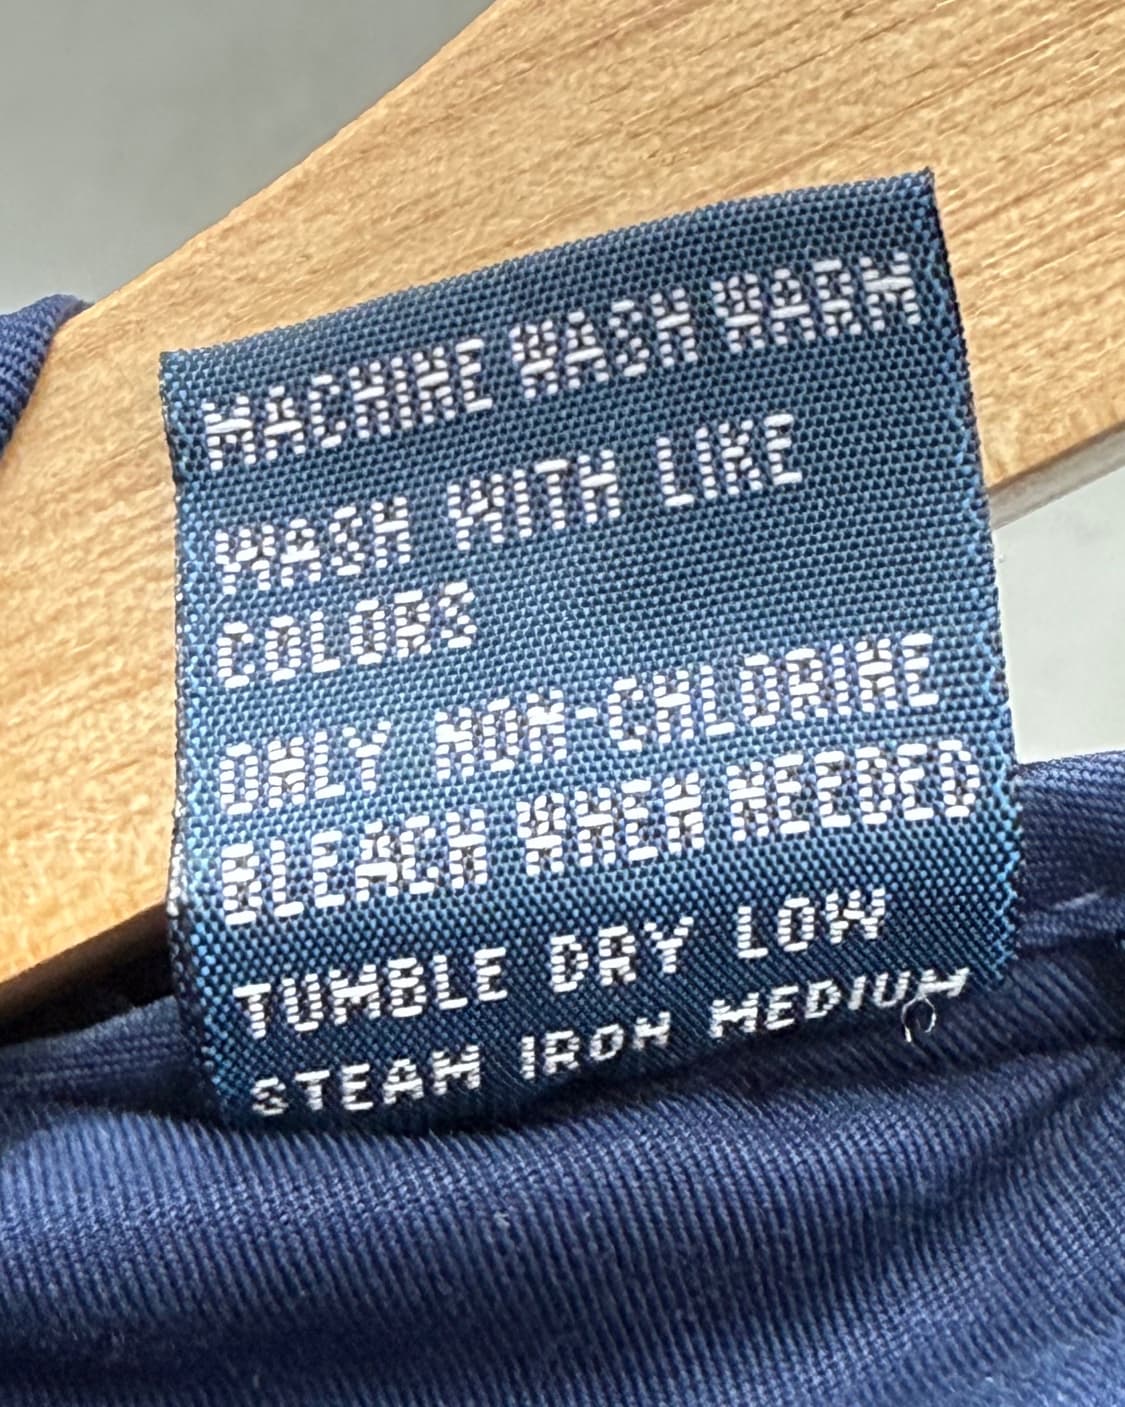 MACHINE WASH WARM
WASH WITH LIKE
COLORS
ONLY NON-CHLORINE
BLEACH WHEN NEEDED
TUMBLE DRY LOW
STEAM IRON MEDIUM